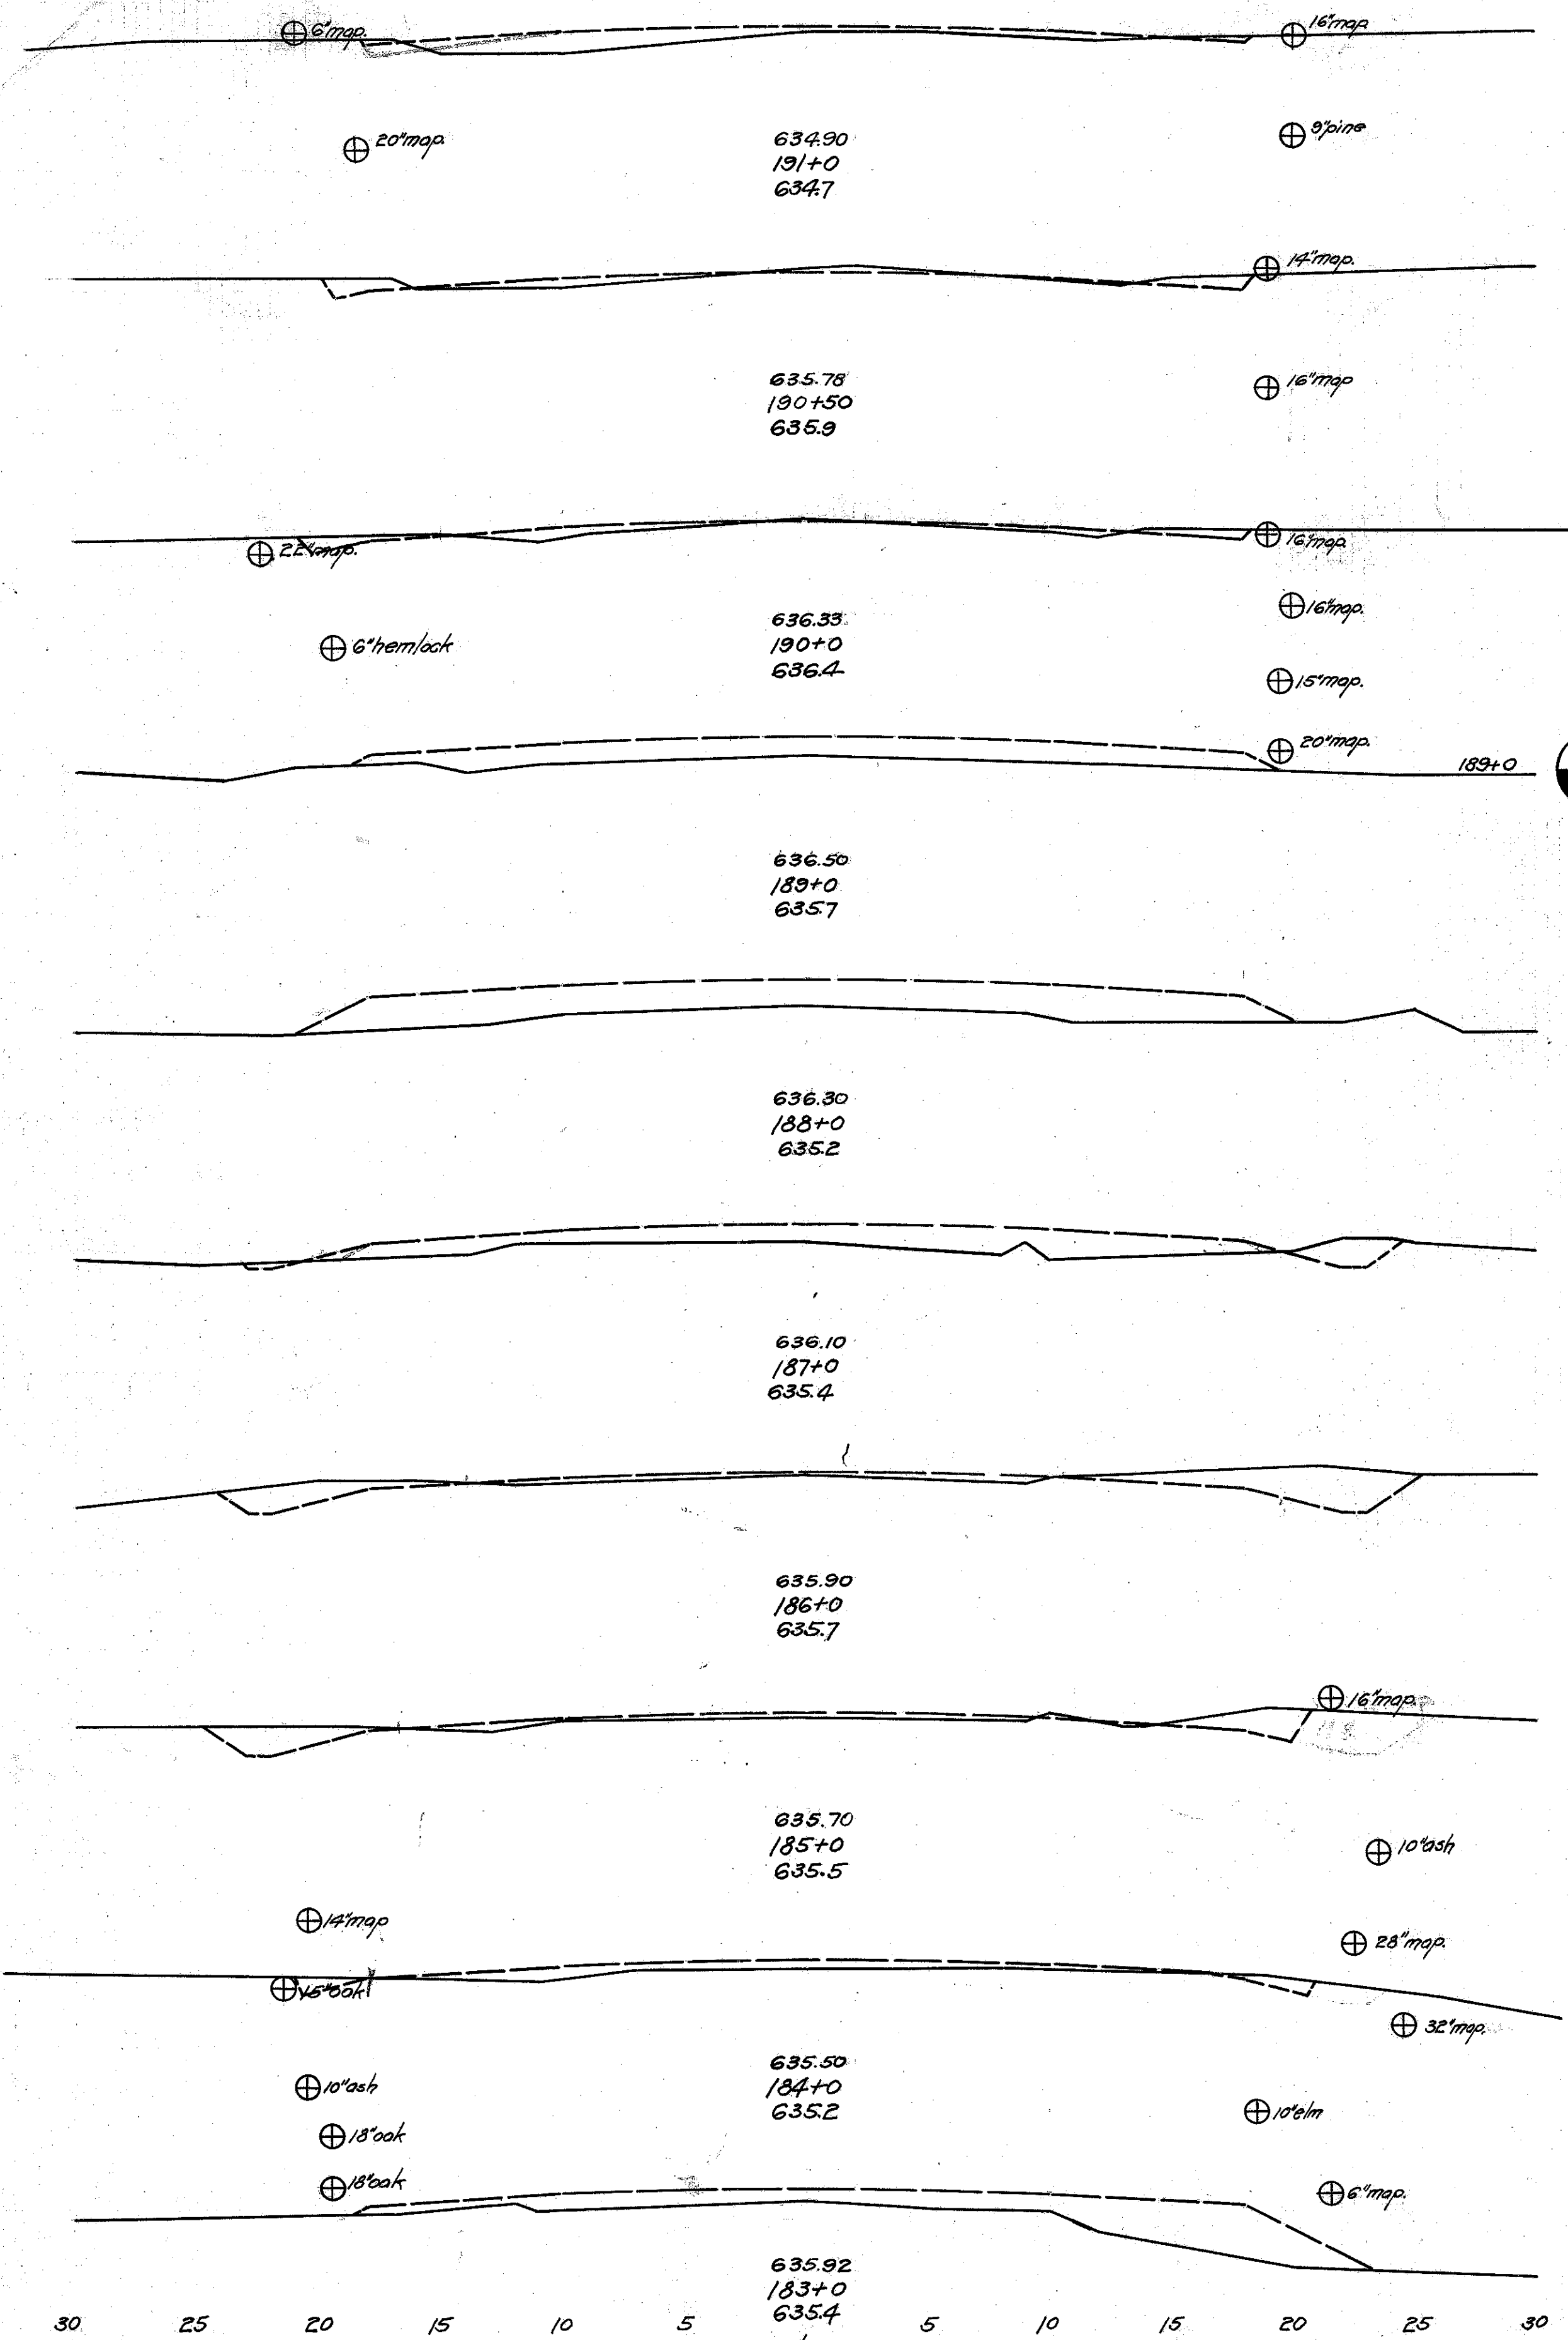 6"map.
16"map
20"map.
634.90
9"pine
191+0
634.7
14"map.
635.78
16"map
190+50
635.9
22"map.
16"map
636.33
16"map.
6"hemlock
190+0
636.4
15"map.
20"map.
189+0
636.50
189+0
635.7
636.30
188+0
635.2
636.10
187+0
635.4
635.90
186+0
635.7
16"map.
635.70
185+0
10"ash
635.5
14"map
28"map.
15"oak
32"map.
635.50
10"ash
184+0
635.2
10"elm
18"oak
18"oak
6"map.
635.92
183+0
635.4
30 25 20 15 10 5 5 10 15 20 25 30